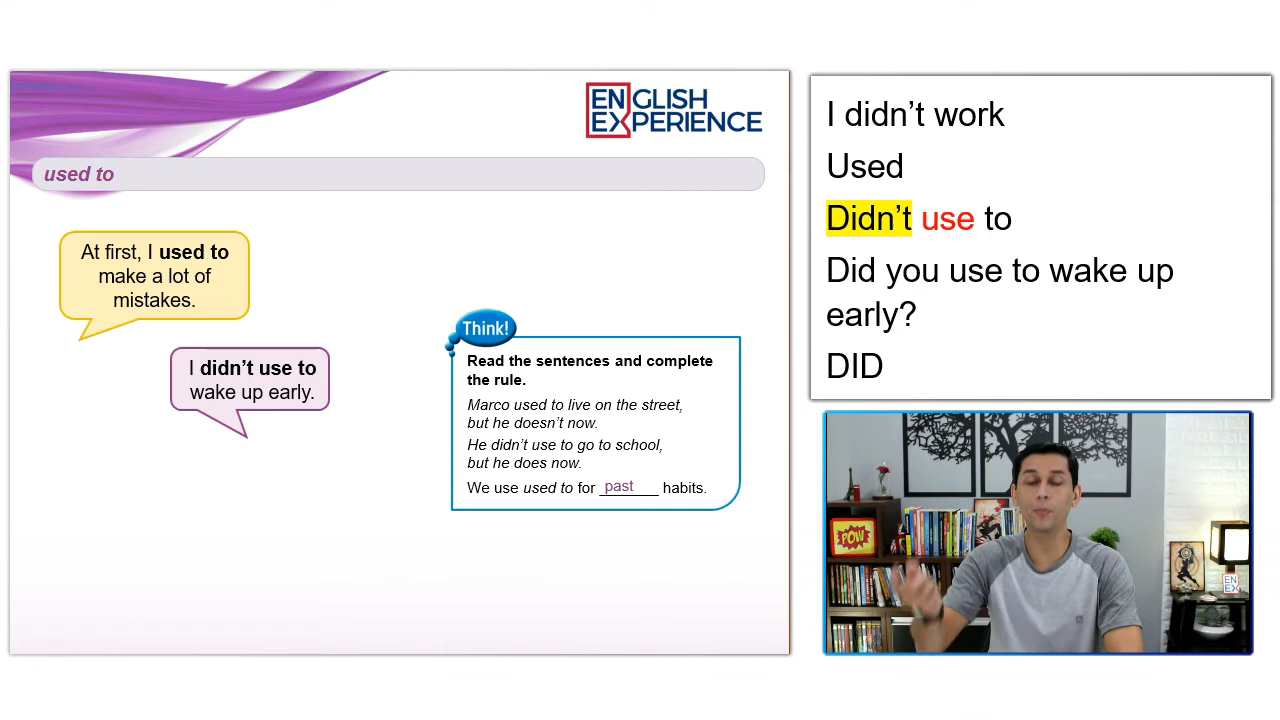 ENGLISH
EXPERIENCE
used to
At first, I used to
make a lot of
mistakes.
I didn't use to
wake up early.
Think!
Read the sentences and complete
the rule.
Marco used to live on the street,
but he doesn't now.
He didn't use to go to school,
but he does now.
We use used to for past habits.
I didn't work
Used
Didn't use to
Did you use to wake up
early?
DID
POW
EN
EX